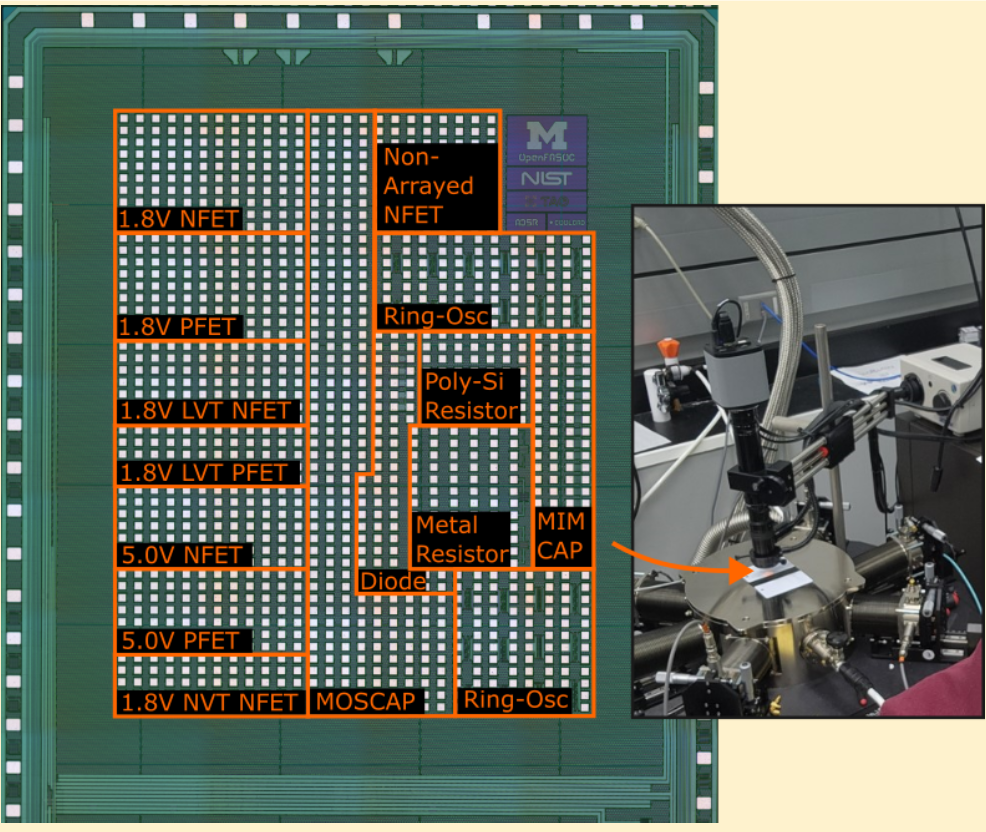 1.8V NFET
1.8V PFET
1.8V LVT NFET
1.8V LVT PFET
5.0V NFET
5.0V PFET
1.8V NVT NFET
MOSCAP
Non-
Arrayed
NFET
M
OpenFASUC
NIST
Ring-Osc
Poly-Si
Resistor
Metal
Resistor
MIM
CAP
Diode
Ring-Osc